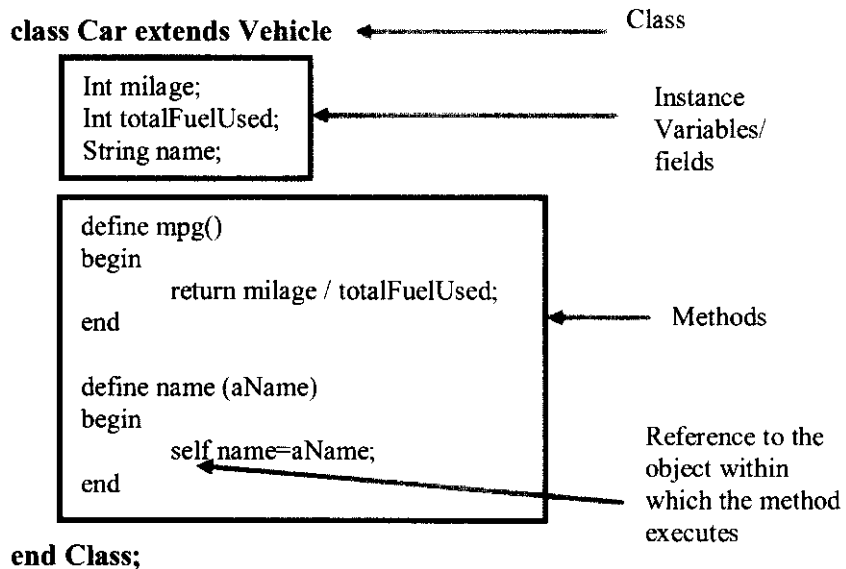 class Car extends Vehicle
Class
Int milage;
Int totalFuelUsed;
String name;
Instance
Variables/
fields
define mpg()
begin
return milage / totalFuelUsed;
end
Methods
define name (aName)
begin
self name=aName;
end
Reference to the
object within
which the method
executes
end Class;